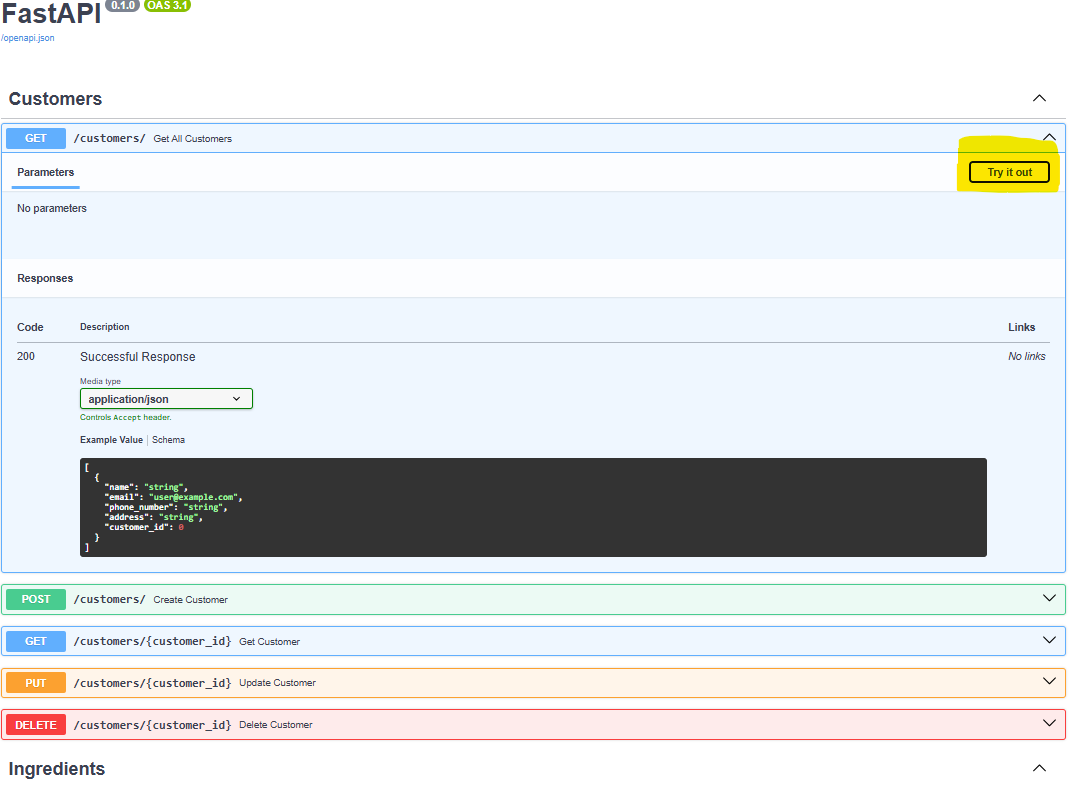 FastAPI 0.1.0 OAS 3.1
/openapi.json
Customers
GET /customers/ Get All Customers
Parameters Try it out
No parameters
Responses
Code Description Links
200 Successful Response No links
Media type
application/json
Controls Accept header.
Example Value | Schema
[
{
"name": "string",
"email": "user@example.com",
"phone_number": "string",
"address": "string",
"customer_id": 0
}
]
POST /customers/ Create Customer
GET /customers/{customer_id} Get Customer
PUT /customers/{customer_id} Update Customer
DELETE /customers/{customer_id} Delete Customer
Ingredients